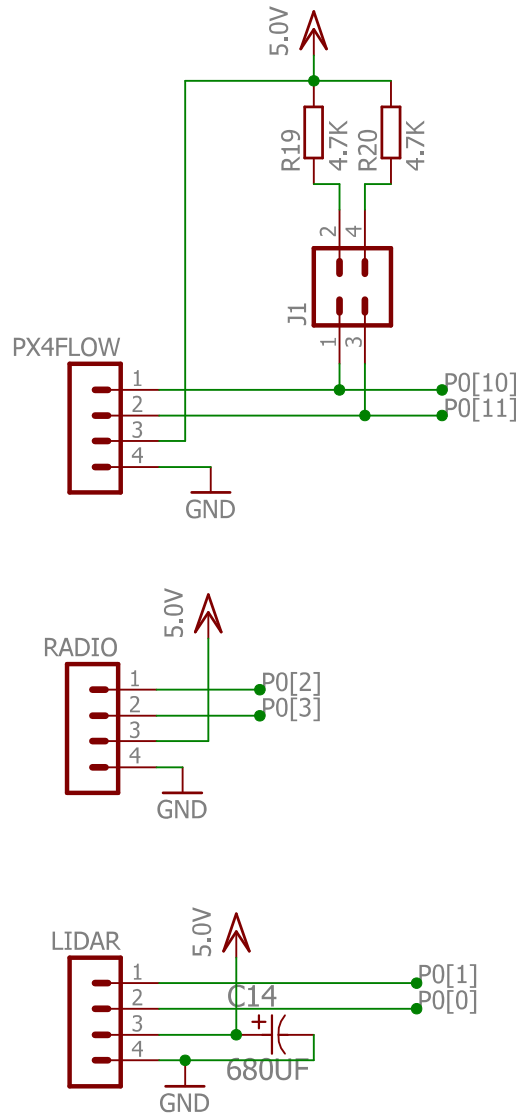 5.0V
R19
4.7K
R20
4.7K
2
4
J1
1
3
PX4FLOW
1
2
3
4
P0[10]
P0[11]
GND
5.0V
RADIO
1
2
3
4
P0[2]
P0[3]
GND
5.0V
LIDAR
1
2
3
4
P0[1]
P0[0]
C14
+
680UF
GND